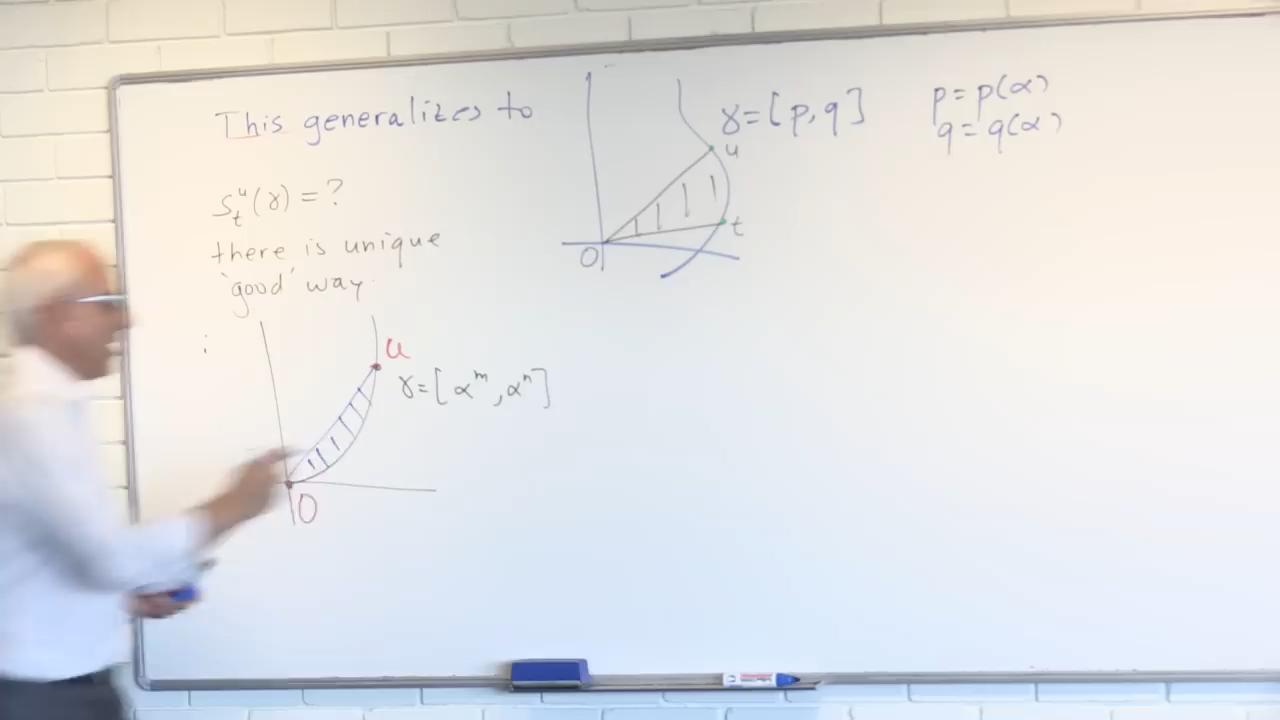 This generalizes to
γ=[p,q]
p=p(α)
q=q(α)
u
t
O
S_t^u(γ)=?
there is unique
'good' way
u
γ=[α^m,α^n]
O